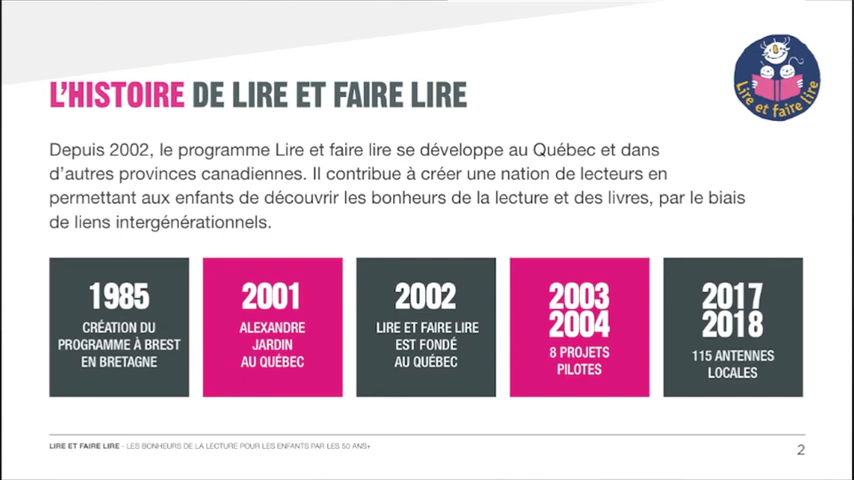 L'HISTOIRE DE LIRE ET FAIRE LIRE
Lire et faire lire
Depuis 2002, le programme Lire et faire lire se développe au Québec et dans
d'autres provinces canadiennes. Il contribue à créer une nation de lecteurs en
permettant aux enfants de découvrir les bonheurs de la lecture et des livres, par le biais
de liens intergénérationnels.
1985
CRÉATION DU
PROGRAMME À BREST
EN BRETAGNE
2001
ALEXANDRE
JARDIN
AU QUÉBEC
2002
LIRE ET FAIRE LIRE
EST FONDÉ
AU QUÉBEC
2003
2004
8 PROJETS
PILOTES
2017
2018
115 ANTENNES
LOCALES
LIRE ET FAIRE LIRE - LES BONHEURS DE LA LECTURE POUR LES ENFANTS PAR LES 50 ANS+
2